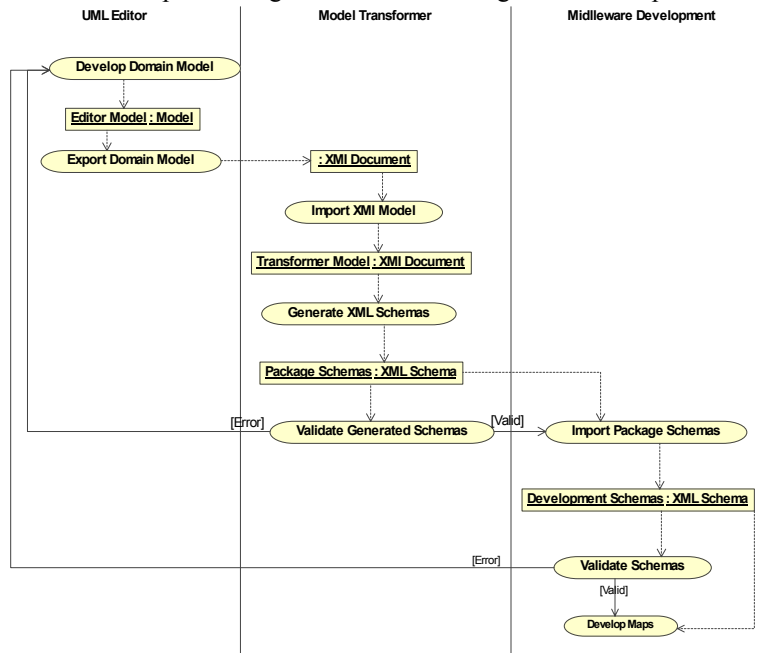 UML Editor
Model Transformer
Midlleware Development
Develop Domain Model
Editor Model : Model
Export Domain Model
: XMI Document
Import XMI Model
Transformer Model : XMI Document
Generate XML Schemas
Package Schemas : XML Schema
[Error]
Validate Generated Schemas
[Valid]
Import Package Schemas
Development Schemas : XML Schema
[Error]
Validate Schemas
[Valid]
Develop Maps